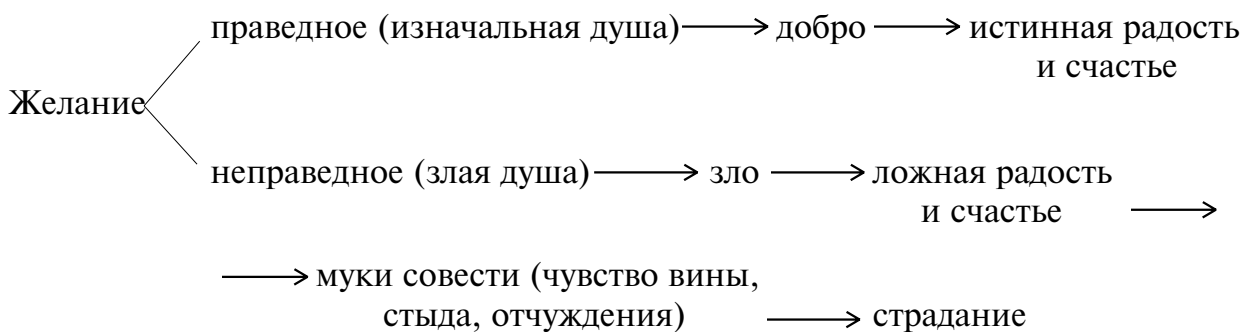 праведное (изначальная душа) → добро → истинная радость
и счастье
Желание
неправедное (злая душа) → зло → ложная радость
и счастье →
→ муки совести (чувство вины,
стыда, отчуждения) → страдание